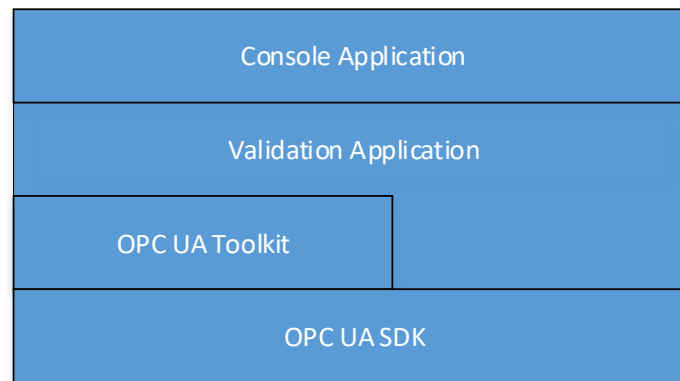 Console Application
Validation Application
OPC UA Toolkit
OPC UA SDK